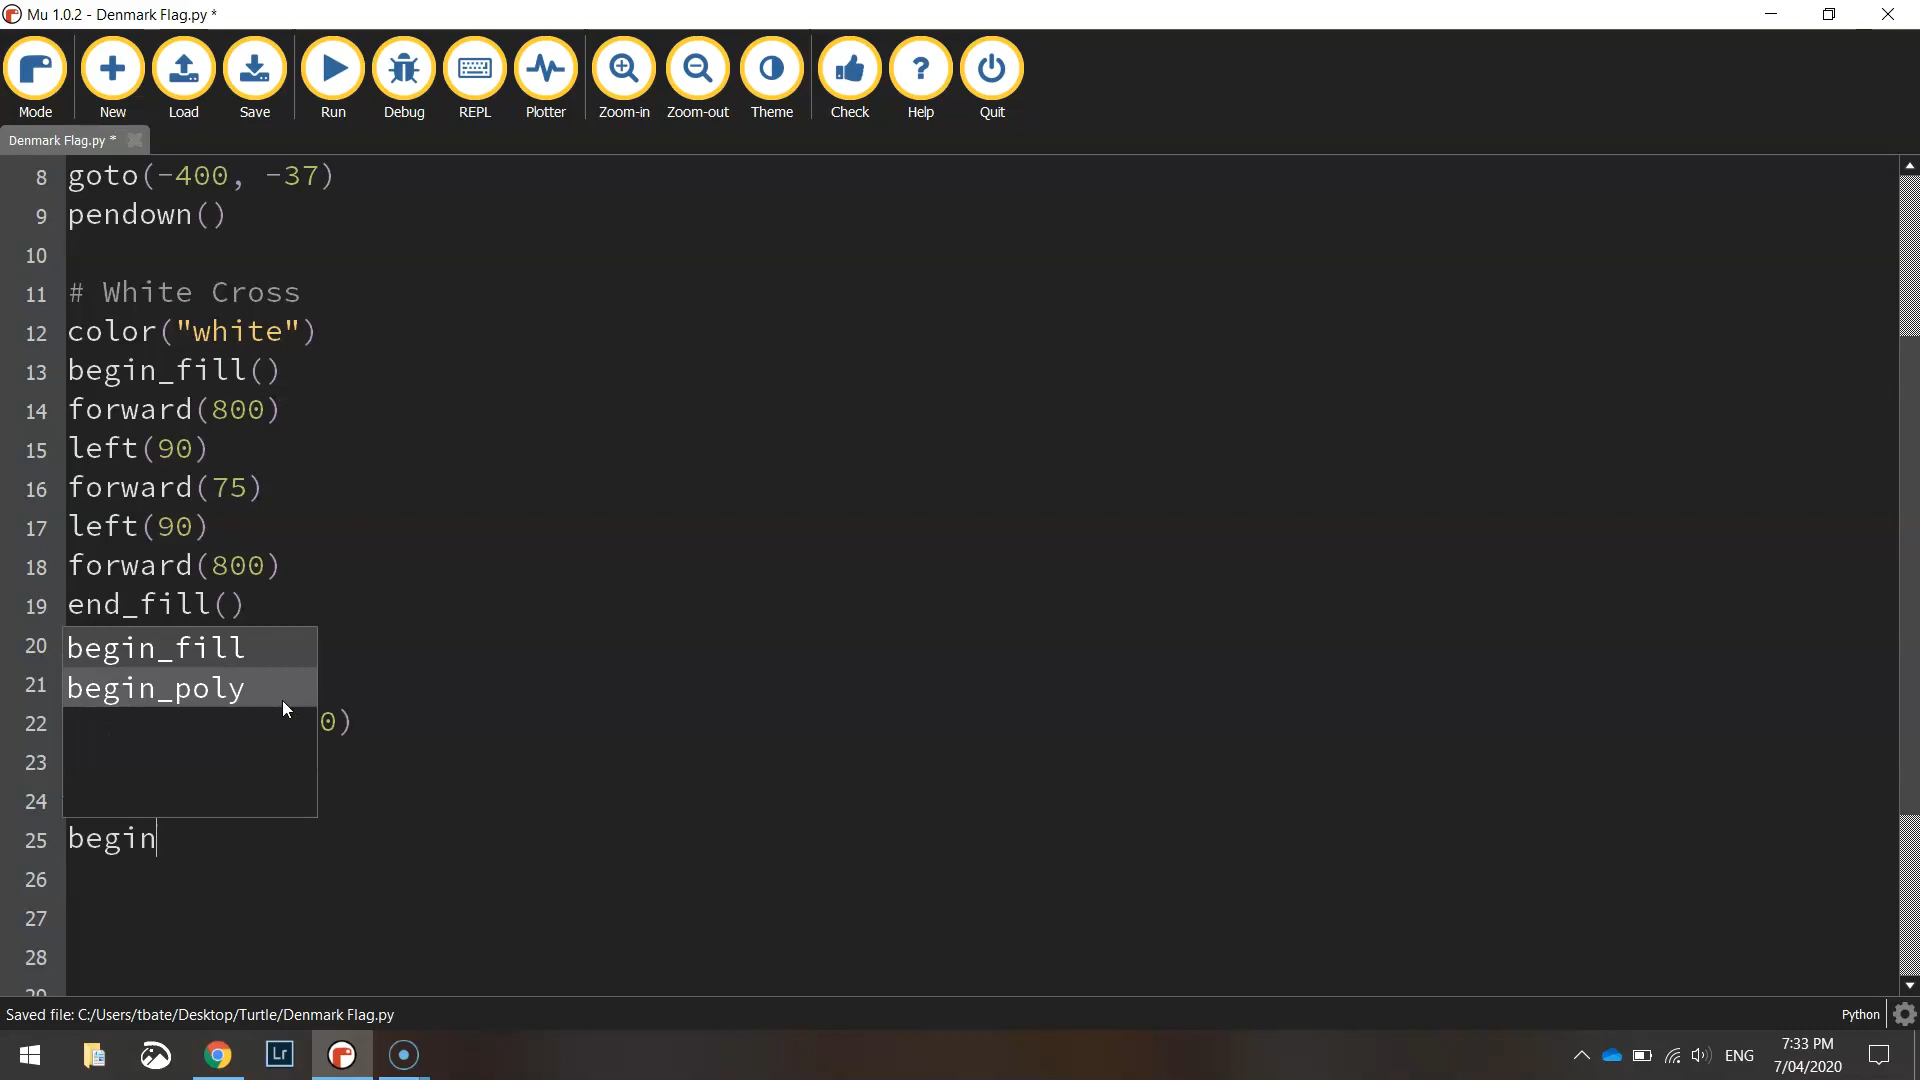 Mu 1.0.2 - Denmark Flag.py *
Mode New Load Save Run Debug REPL Plotter Zoom-in Zoom-out Theme Check Help Quit
Denmark Flag.py *
8 goto(-400, -37)
9 pendown()
10
11 # White Cross
12 color("white")
13 begin_fill()
14 forward(800)
15 left(90)
16 forward(75)
17 left(90)
18 forward(800)
19 end_fill()
20 begin_fill
21 begin_poly
22 0)
23
24
25 begin
26
27
28
Saved file: C:/Users/tbate/Desktop/Turtle/Denmark Flag.py Python
Lr ENG 7:33 PM
7/04/2020